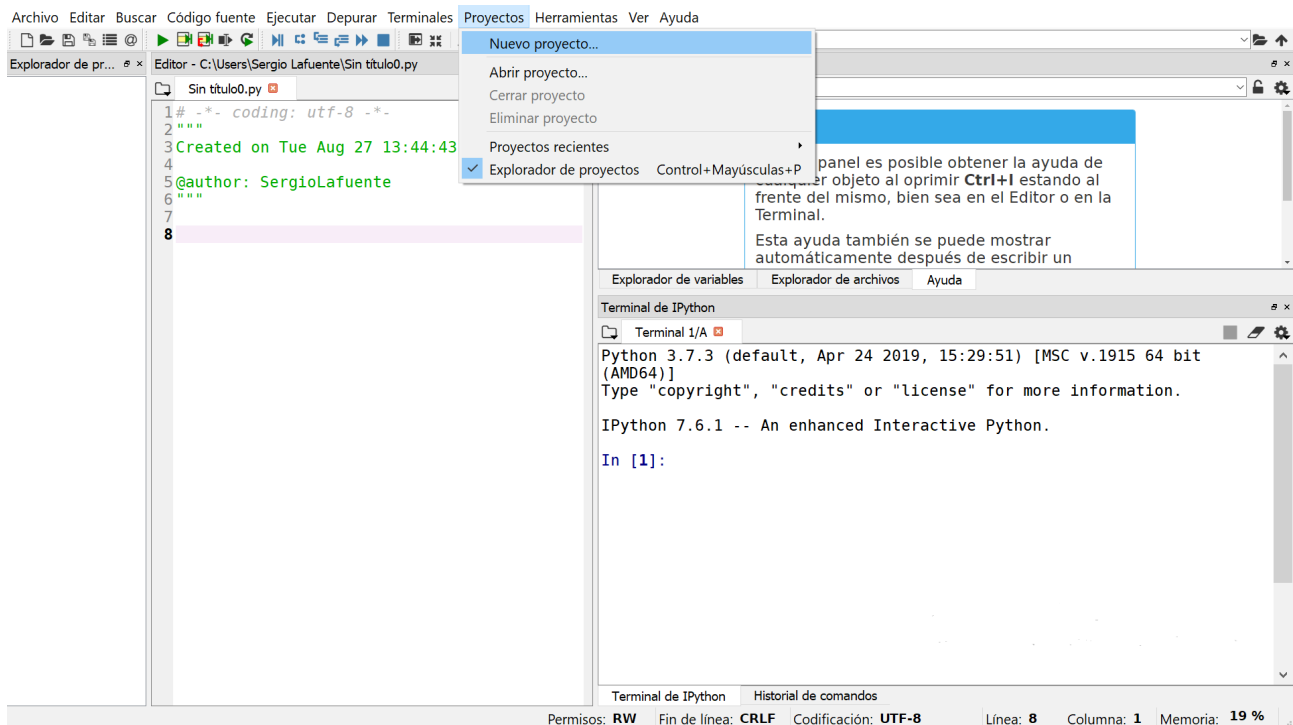 Archivo Editar Buscar Código fuente Ejecutar Depurar Terminales Proyectos Herramientas Ver Ayuda
Nuevo proyecto...
Abrir proyecto...
Cerrar proyecto
Eliminar proyecto
Proyectos recientes
Explorador de proyectos Control+Mayúsculas+P
Explorador de pr...
Editor - C:\Users\Sergio Lafuente\Sin título0.py
Sin título0.py
1 # -*- coding: utf-8 -*-
2 """
3 Created on Tue Aug 27 13:44:43
4
5 @author: SergioLafuente
6 """
7
8
panel es posible obtener la ayuda de
cualquier objeto al oprimir Ctrl+I estando al
frente del mismo, bien sea en el Editor o en la
Terminal.
Esta ayuda también se puede mostrar
automáticamente después de escribir un
Explorador de variables Explorador de archivos Ayuda
Terminal de IPython
Terminal 1/A
Python 3.7.3 (default, Apr 24 2019, 15:29:51) [MSC v.1915 64 bit
(AMD64)]
Type "copyright", "credits" or "license" for more information.
IPython 7.6.1 -- An enhanced Interactive Python.
In [1]:
Terminal de IPython Historial de comandos
Permisos: RW Fin de línea: CRLF Codificación: UTF-8 Línea: 8 Columna: 1 Memoria: 19 %